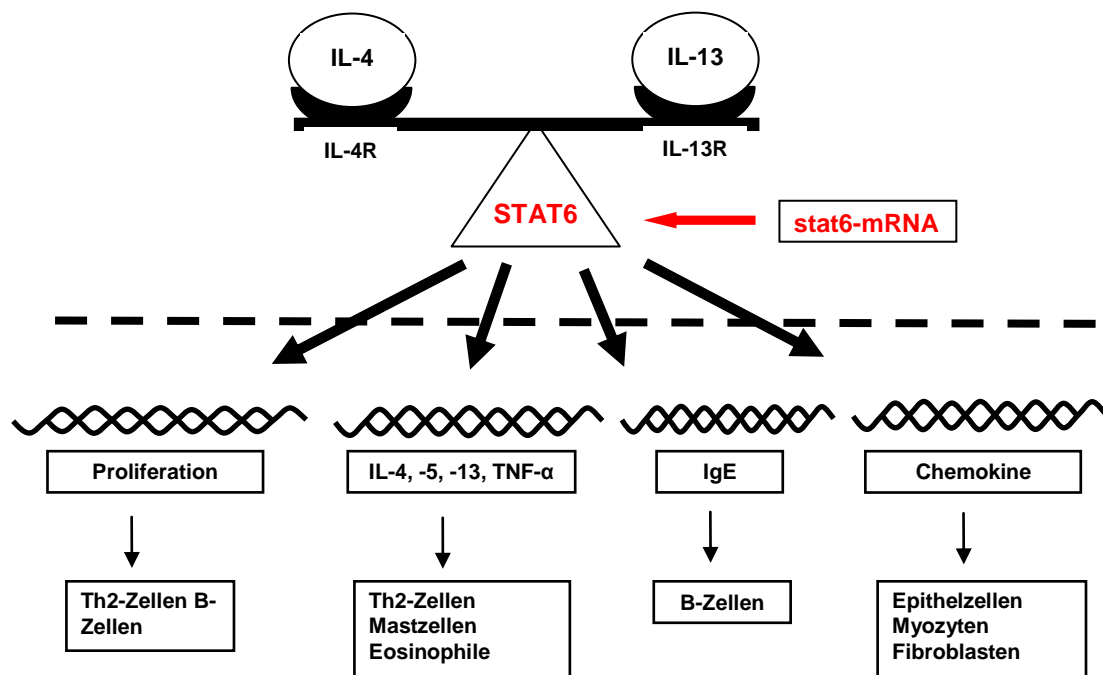 IL-4
IL-13
IL-4R
IL-13R
STAT6
stat6-mRNA
Proliferation
IL-4, -5, -13, TNF-α
IgE
Chemokine
Th2-Zellen B-
Zellen
Th2-Zellen
Mastzellen
Eosinophile
B-Zellen
Epithelzellen
Myozyten
Fibroblasten